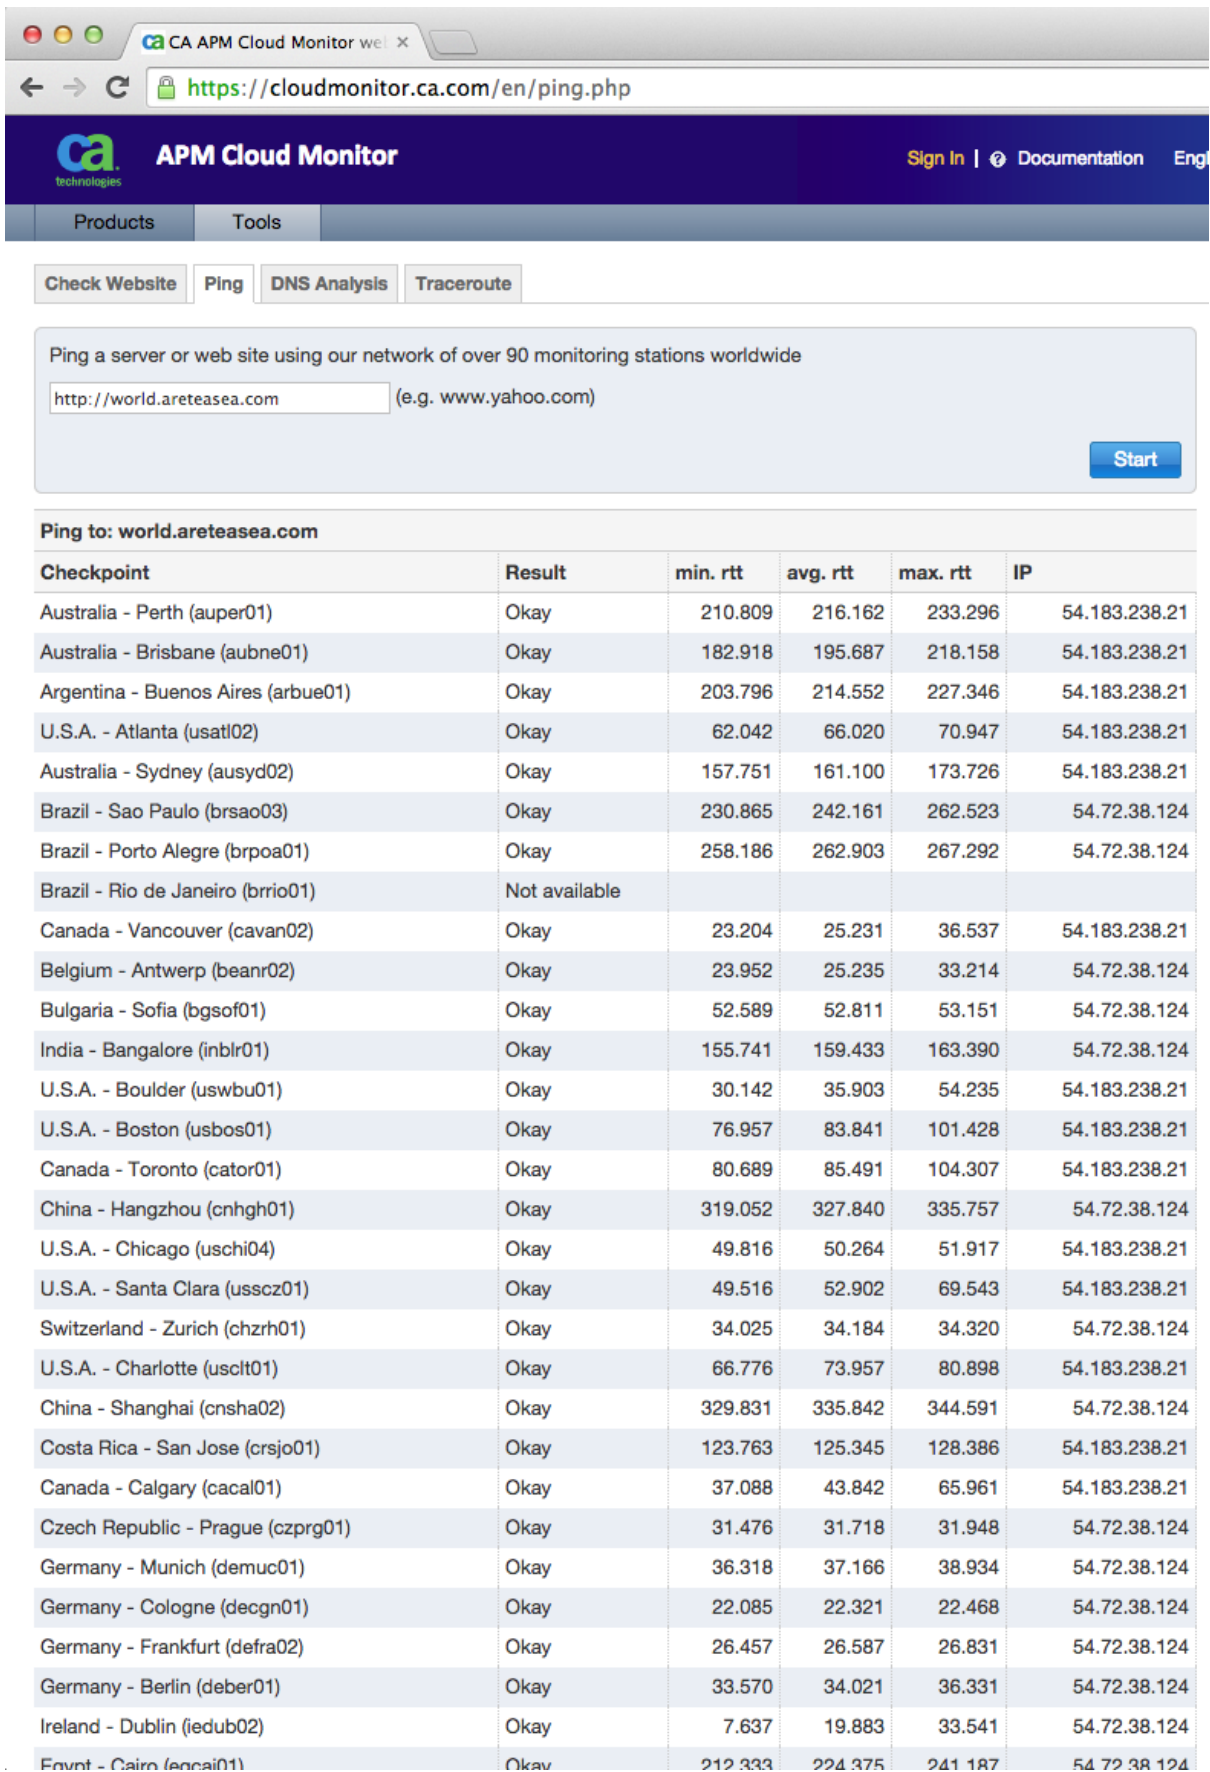 CA APM Cloud Monitor we
https://cloudmonitor.ca.com/en/ping.php
ca technologies
APM Cloud Monitor
Sign In | Documentation Engl
Products Tools
Check Website Ping DNS Analysis Traceroute
Ping a server or web site using our network of over 90 monitoring stations worldwide
http://world.areteasea.com (e.g. www.yahoo.com)
Start
Ping to: world.areteasea.com
Checkpoint Result min. rtt avg. rtt max. rtt IP
Australia - Perth (auper01) Okay 210.809 216.162 233.296 54.183.238.21
Australia - Brisbane (aubne01) Okay 182.918 195.687 218.158 54.183.238.21
Argentina - Buenos Aires (arbue01) Okay 203.796 214.552 227.346 54.183.238.21
U.S.A. - Atlanta (usatl02) Okay 62.042 66.020 70.947 54.183.238.21
Australia - Sydney (ausyd02) Okay 157.751 161.100 173.726 54.183.238.21
Brazil - Sao Paulo (brsao03) Okay 230.865 242.161 262.523 54.72.38.124
Brazil - Porto Alegre (brpoa01) Okay 258.186 262.903 267.292 54.72.38.124
Brazil - Rio de Janeiro (brrio01) Not available
Canada - Vancouver (cavan02) Okay 23.204 25.231 36.537 54.183.238.21
Belgium - Antwerp (beanr02) Okay 23.952 25.235 33.214 54.72.38.124
Bulgaria - Sofia (bgsof01) Okay 52.589 52.811 53.151 54.72.38.124
India - Bangalore (inblr01) Okay 155.741 159.433 163.390 54.72.38.124
U.S.A. - Boulder (uswbu01) Okay 30.142 35.903 54.235 54.183.238.21
U.S.A. - Boston (usbos01) Okay 76.957 83.841 101.428 54.183.238.21
Canada - Toronto (cator01) Okay 80.689 85.491 104.307 54.183.238.21
China - Hangzhou (cnhgh01) Okay 319.052 327.840 335.757 54.72.38.124
U.S.A. - Chicago (uschi04) Okay 49.816 50.264 51.917 54.183.238.21
U.S.A. - Santa Clara (usscz01) Okay 49.516 52.902 69.543 54.183.238.21
Switzerland - Zurich (chzrh01) Okay 34.025 34.184 34.320 54.72.38.124
U.S.A. - Charlotte (usclt01) Okay 66.776 73.957 80.898 54.183.238.21
China - Shanghai (cnsha02) Okay 329.831 335.842 344.591 54.72.38.124
Costa Rica - San Jose (crsjo01) Okay 123.763 125.345 128.386 54.183.238.21
Canada - Calgary (cacal01) Okay 37.088 43.842 65.961 54.183.238.21
Czech Republic - Prague (czprg01) Okay 31.476 31.718 31.948 54.72.38.124
Germany - Munich (demuc01) Okay 36.318 37.166 38.934 54.72.38.124
Germany - Cologne (decgn01) Okay 22.085 22.321 22.468 54.72.38.124
Germany - Frankfurt (defra02) Okay 26.457 26.587 26.831 54.72.38.124
Germany - Berlin (deber01) Okay 33.570 34.021 36.331 54.72.38.124
Ireland - Dublin (iedub02) Okay 7.637 19.883 33.541 54.72.38.124
Egypt - Cairo (egcai01) Okay 212.333 224.375 241.187 54.72.38.124